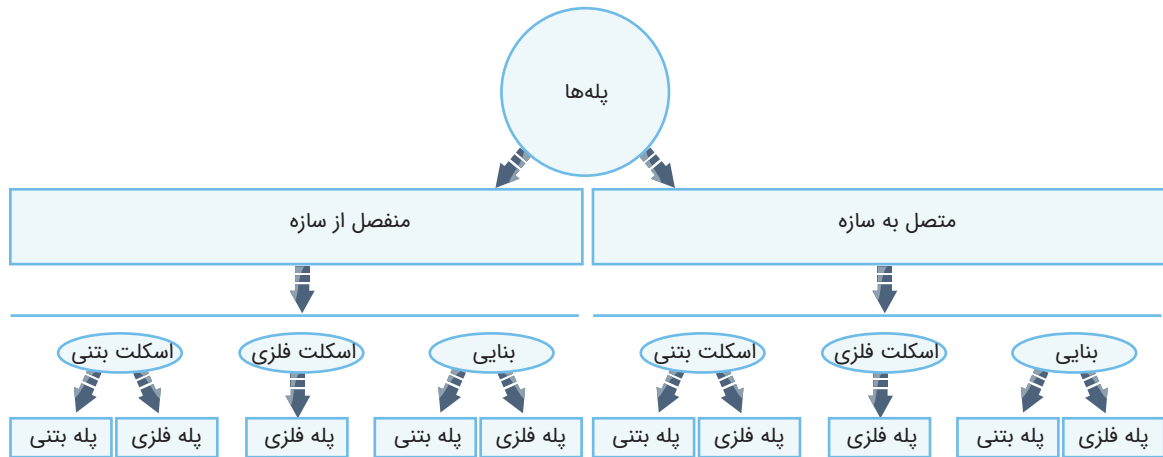 پله‌ها
متصل به سازه
منفصل از سازه
بنایی
اسکلت فلزی
اسکلت بتنی
بنایی
اسکلت فلزی
اسکلت بتنی
پله فلزی
پله بتنی
پله فلزی
پله فلزی
پله بتنی
پله فلزی
پله بتنی
پله فلزی
پله فلزی
پله بتنی